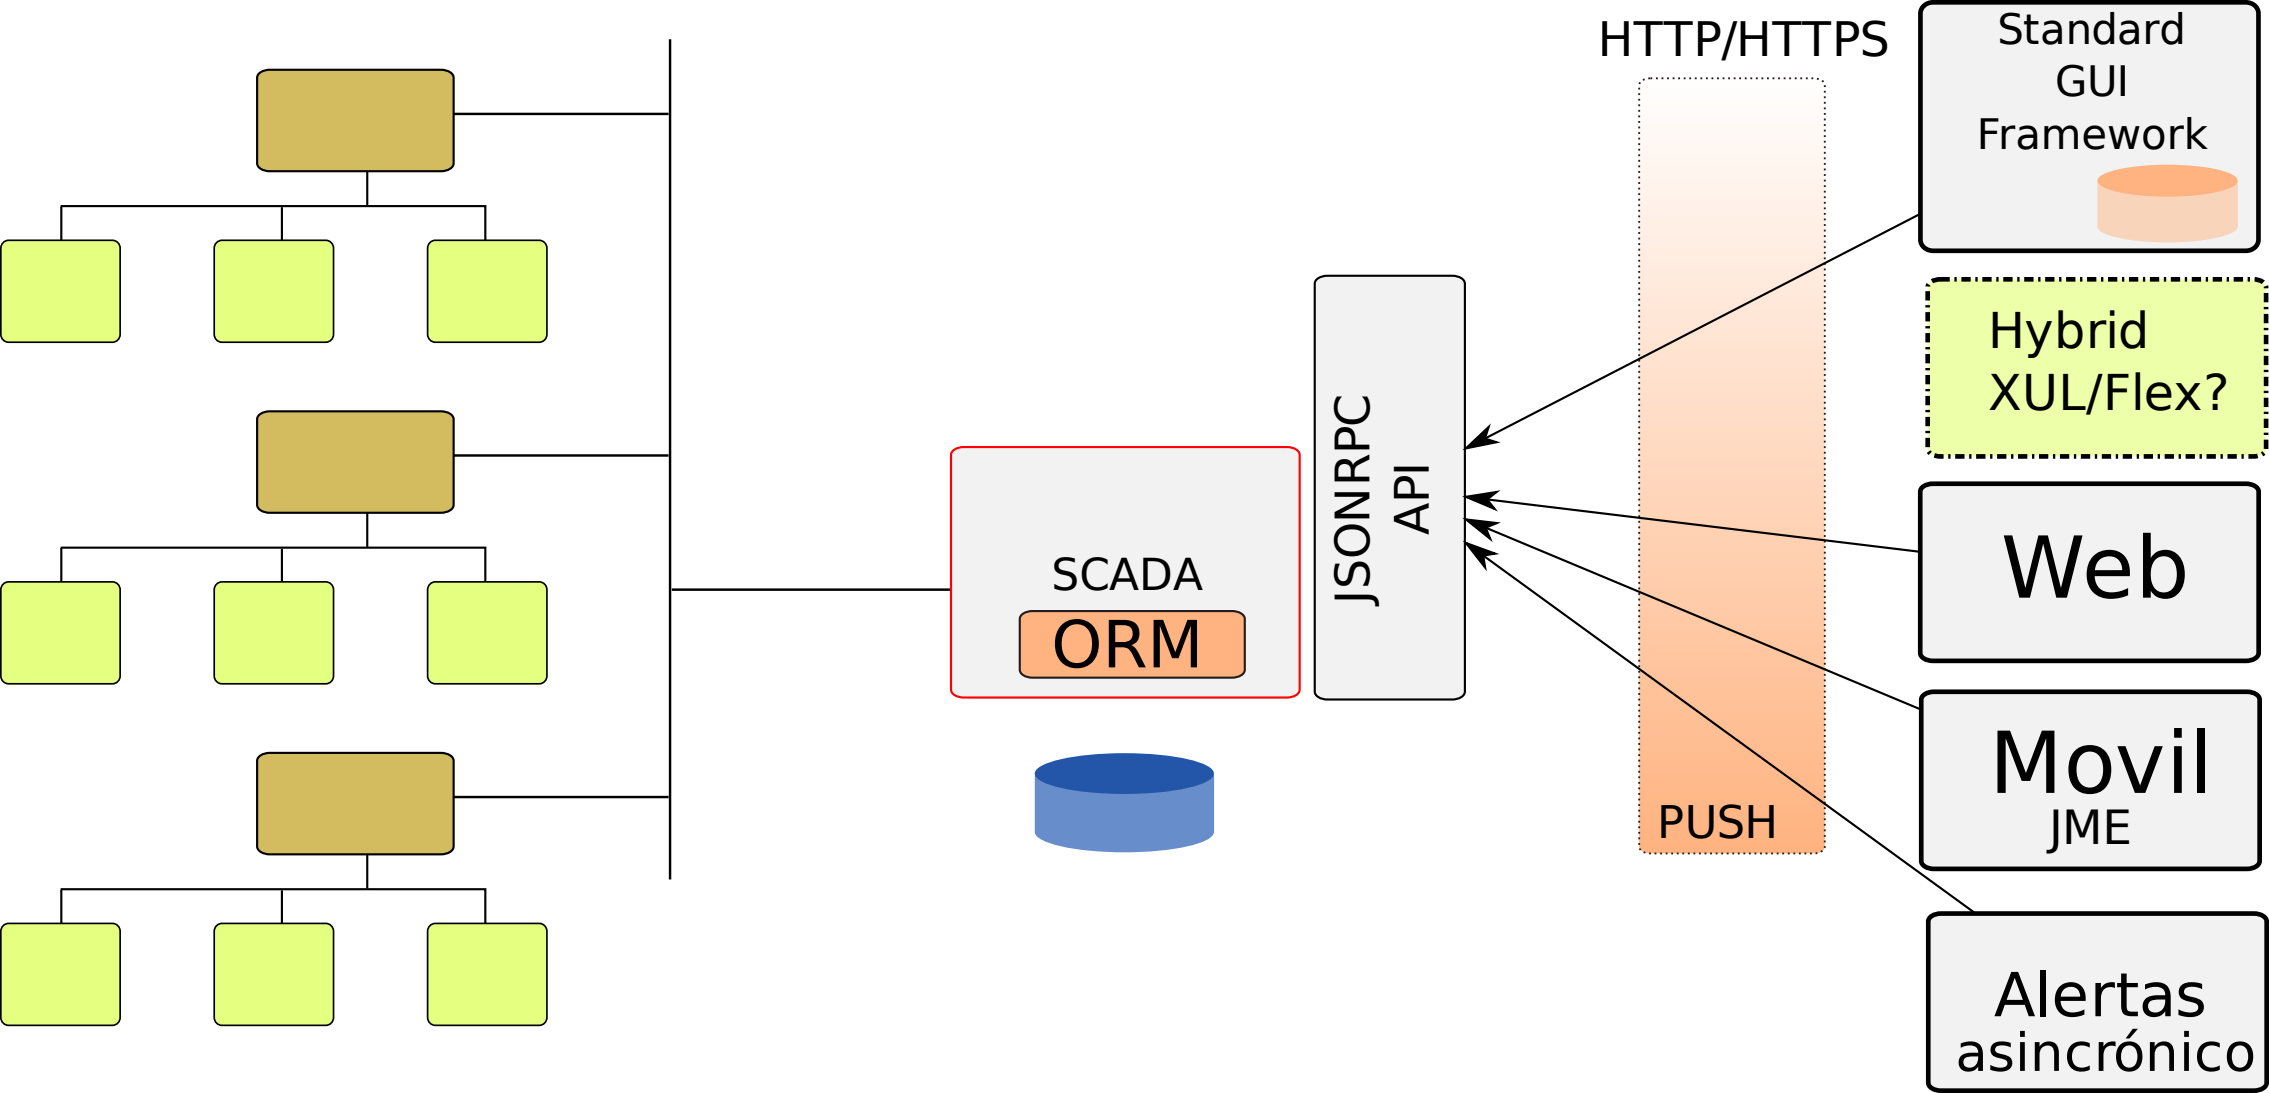 HTTP/HTTPS
Standard
GUI
Framework
Hybrid
XUL/Flex?
JSONRPC
API
SCADA
ORM
Web
Movil
JME
PUSH
Alertas
asincrónico